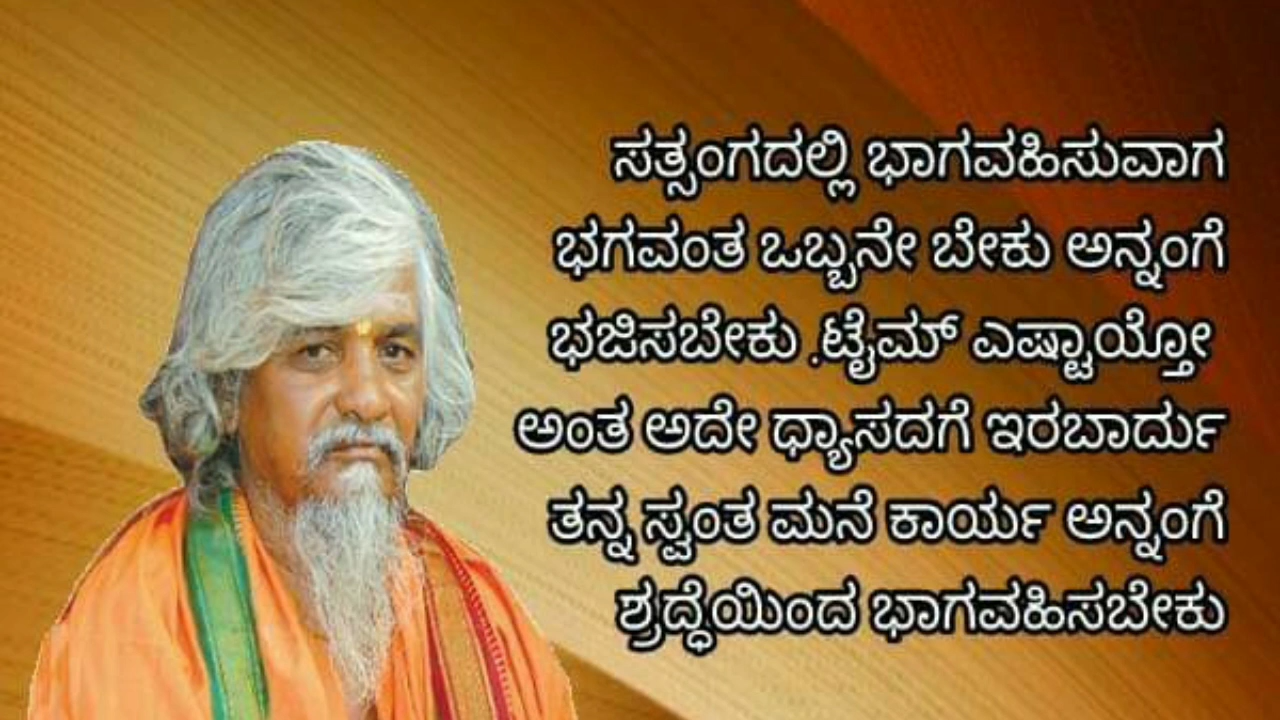 ಸತ್ಸಂಗದಲ್ಲಿ ಭಾಗವಹಿಸುವಾಗ
ಭಗವಂತ ಒಬ್ಬನೇ ಬೇಕು ಅನ್ನಂಗೆ
ಭಜಿಸಬೇಕು .ಟೈಮ್ ಎಷ್ಟಾಯ್ತೋ
ಅಂತ ಅದೇ ಧ್ಯಾಸದಗೆ ಇರಬಾರ್ದು
ತನ್ನ ಸ್ವಂತ ಮನೆ ಕಾರ್ಯ ಅನ್ನಂಗೆ
ಶ್ರದ್ಧೆಯಿಂದ ಭಾಗವಹಿಸಬೇಕು